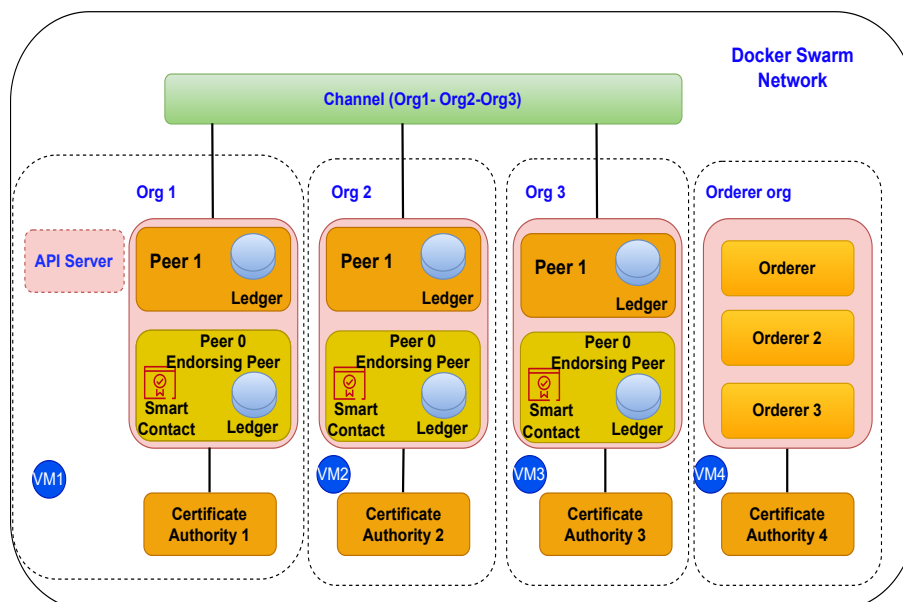 Docker Swarm
Network
Channel (Org1- Org2-Org3)
Org 1
Org 2
Org 3
Orderer org
API Server
Peer 1
Ledger
Peer 1
Ledger
Peer 1
Ledger
Orderer
Orderer 2
Orderer 3
Peer 0
Endorsing Peer
Smart
Contact
Ledger
Peer 0
Endorsing Peer
Smart
Contact
Ledger
Peer 0
Endorsing Peer
Smart
Contact
Ledger
VM1
VM2
VM3
VM4
Certificate
Authority 1
Certificate
Authority 2
Certificate
Authority 3
Certificate
Authority 4